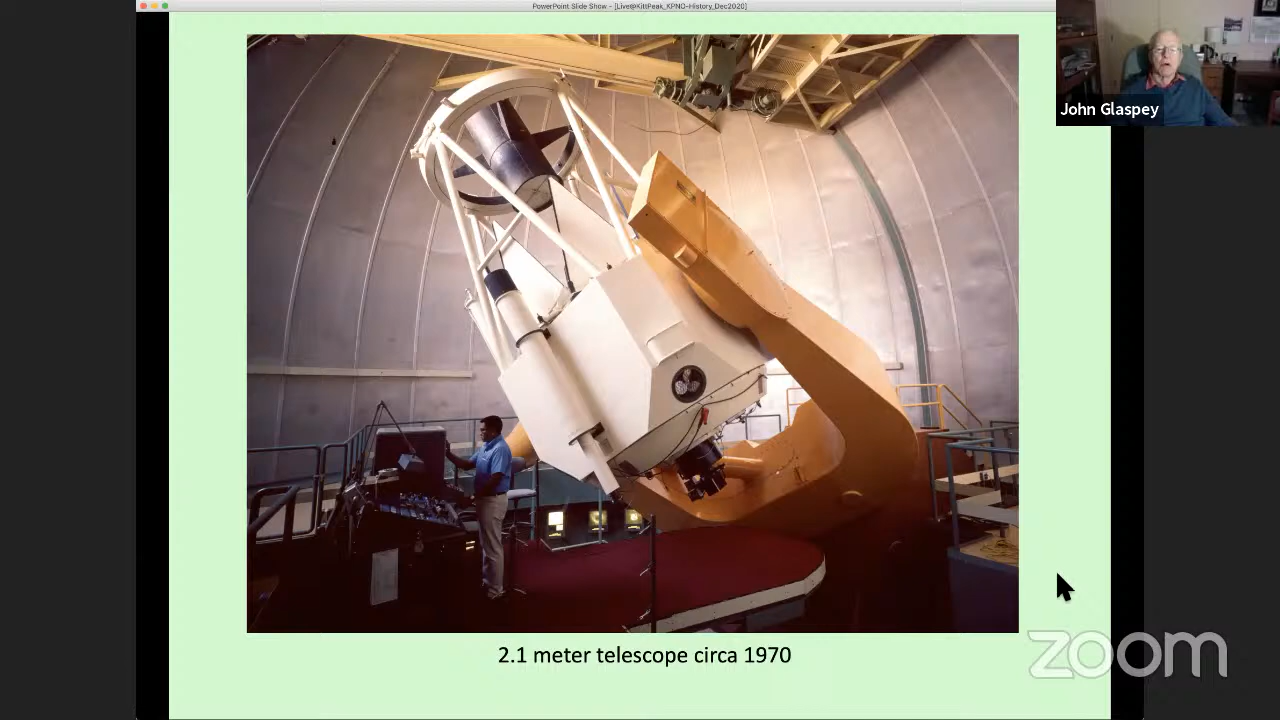 PowerPoint Slide Show - [Live@KittPeak_KPNO-History_Dec2020]
John Glaspey
2.1 meter telescope circa 1970
zoom